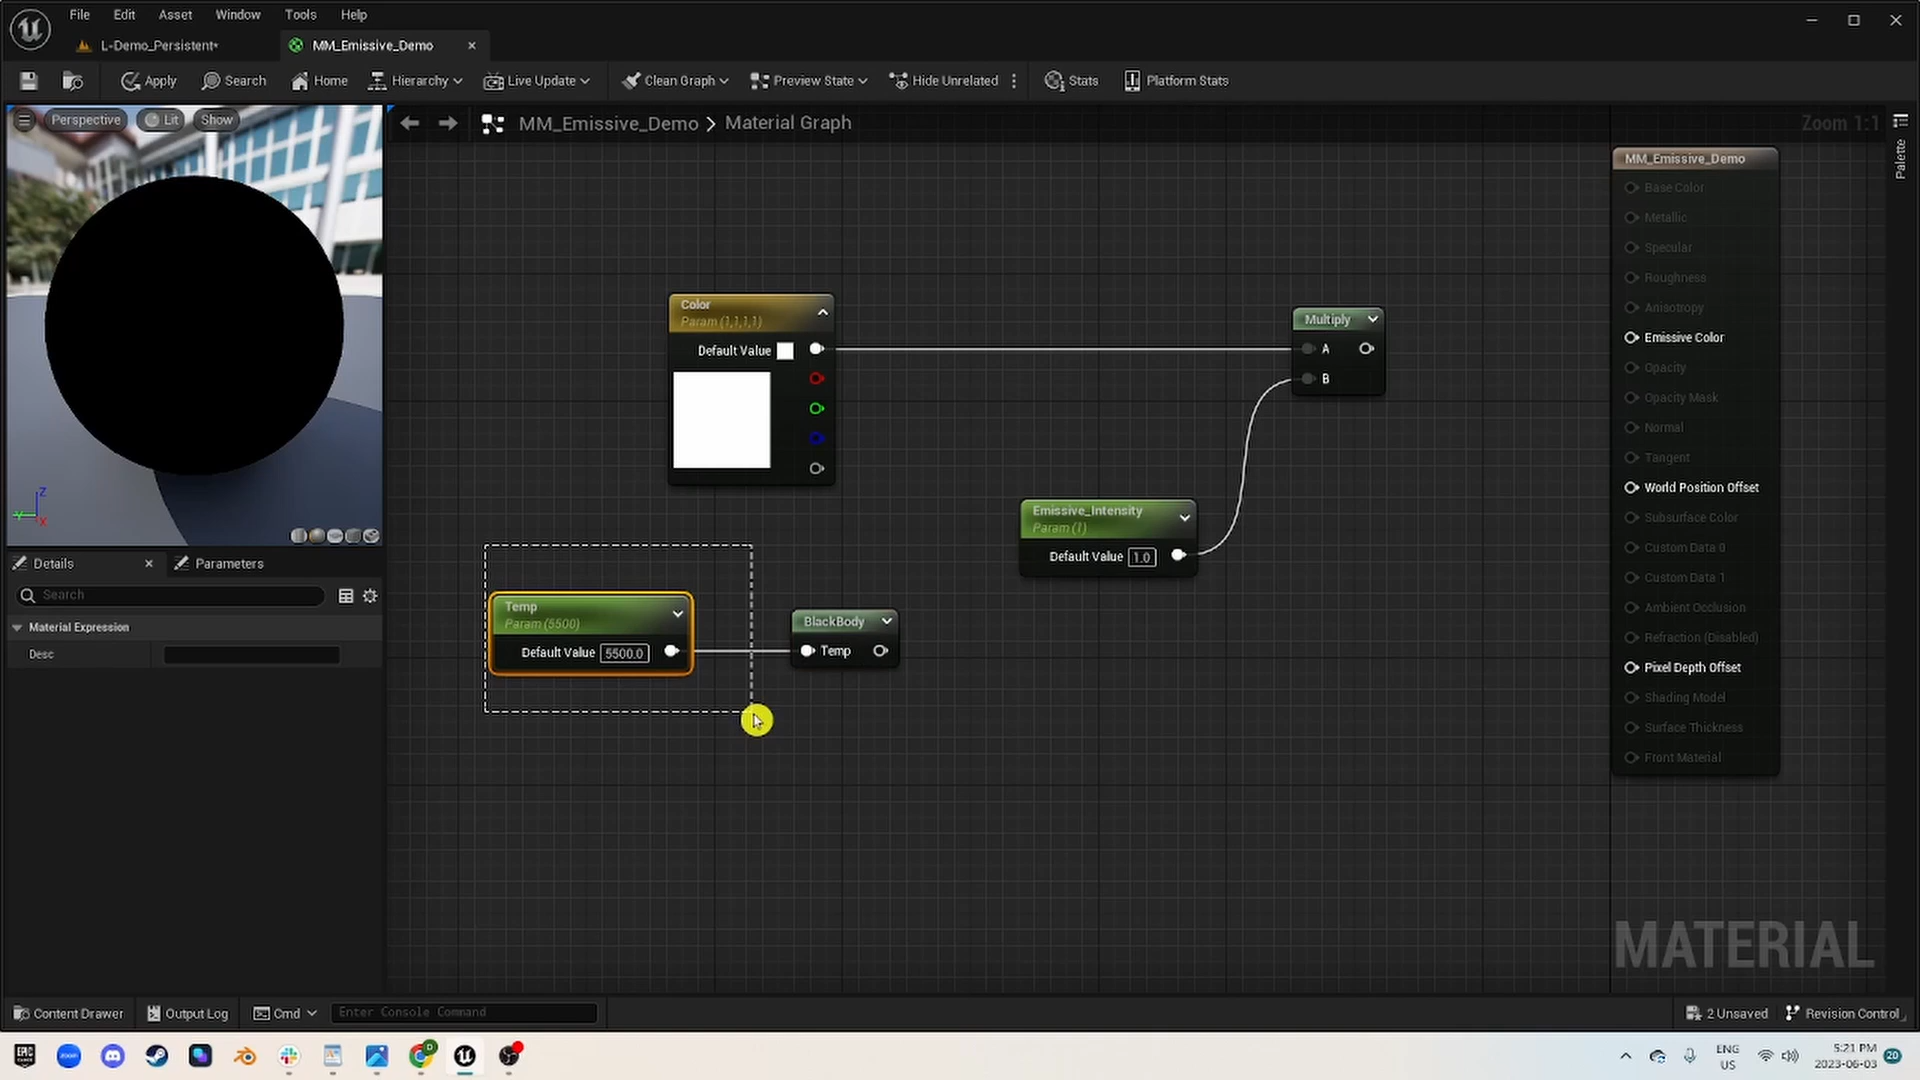 File Edit Asset Window Tools Help
L-Demo_Persistent*
MM_Emissive_Demo
Apply
Search
Home
Hierarchy
Live Update
Clean Graph
Preview State
Hide Unrelated
Stats
Platform Stats
Perspective
Lit
Show
MM_Emissive_Demo > Material Graph
Zoom 1:1
Palette
MM_Emissive_Demo
Base Color
Metallic
Specular
Roughness
Anisotropy
Emissive Color
Opacity
Opacity Mask
Normal
Tangent
World Position Offset
Subsurface Color
Custom Data 0
Custom Data 1
Ambient Occlusion
Refraction (Disabled)
Pixel Depth Offset
Shading Model
Surface Thickness
Front Material
Color
Param (1,1,1,1)
Default Value
Multiply
A
B
Emissive_Intensity
Param (1)
Default Value 1.0
Temp
Param (5500)
Default Value 5500.0
BlackBody
Temp
Z
Y
X
Details
Parameters
Search
Material Expression
Desc
MATERIAL
Content Drawer
Output Log
Cmd
Enter Console Command
2 Unsaved
Revision Control
EPIC
zoom
D
ENG
US
5:21 PM
2023-06-03
20